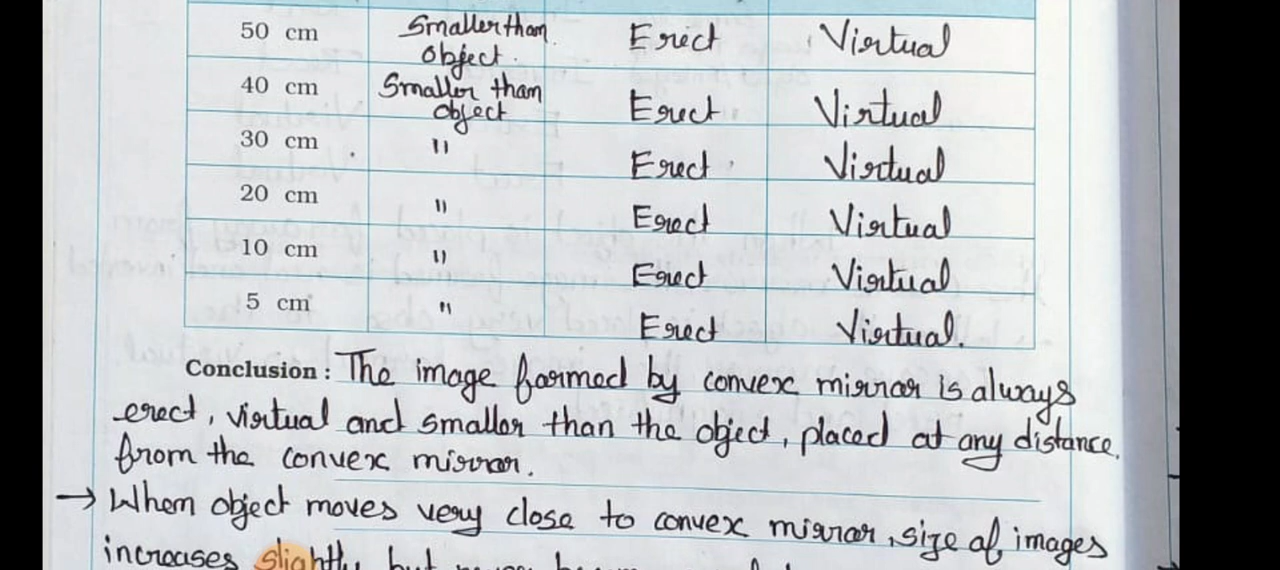 50 cm Smaller than object. Erect Virtual
40 cm Smaller than object Erect Virtual
30 cm " Erect Virtual
20 cm " Erect Virtual
10 cm " Erect Virtual
5 cm " Erect Virtual.
Conclusion : The image formed by convex mirror is always
erect, virtual and smaller than the object, placed at any distance.
from the convex mirror.
→ When object moves very close to convex mirror, size of images
increases slightly but